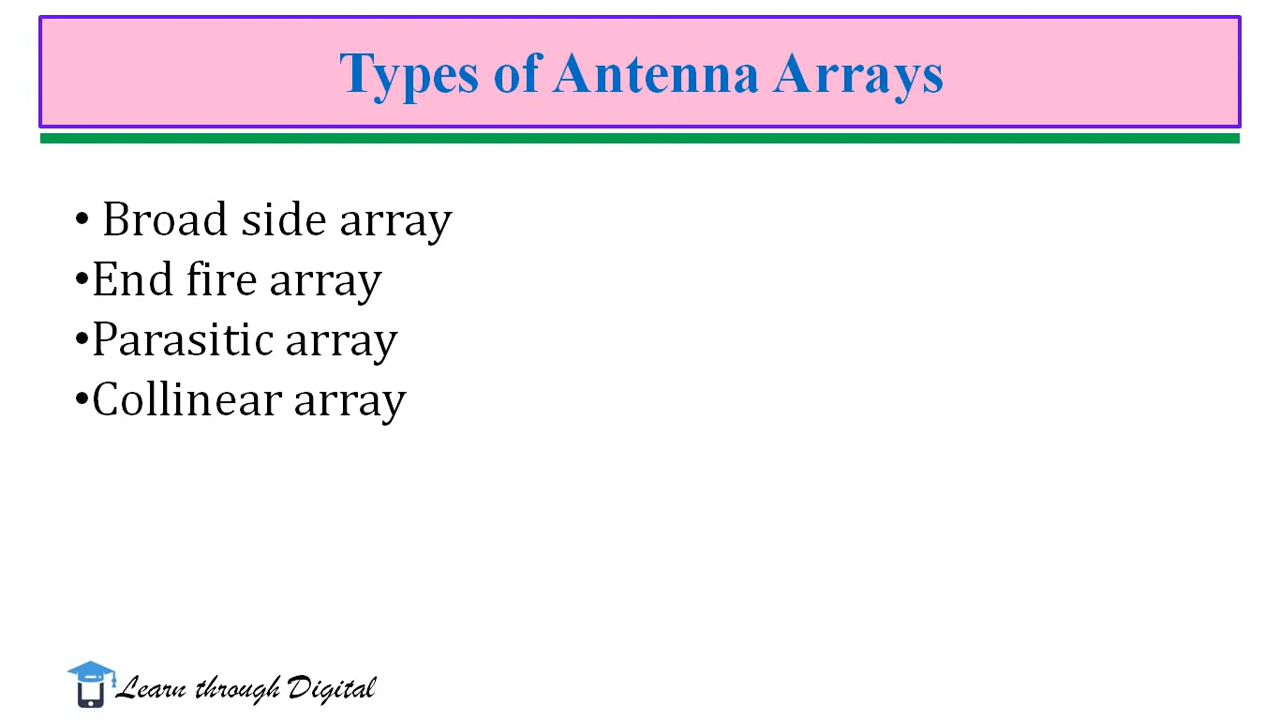 Types of Antenna Arrays
• Broad side array
•End fire array
•Parasitic array
•Collinear array
Learn through Digital